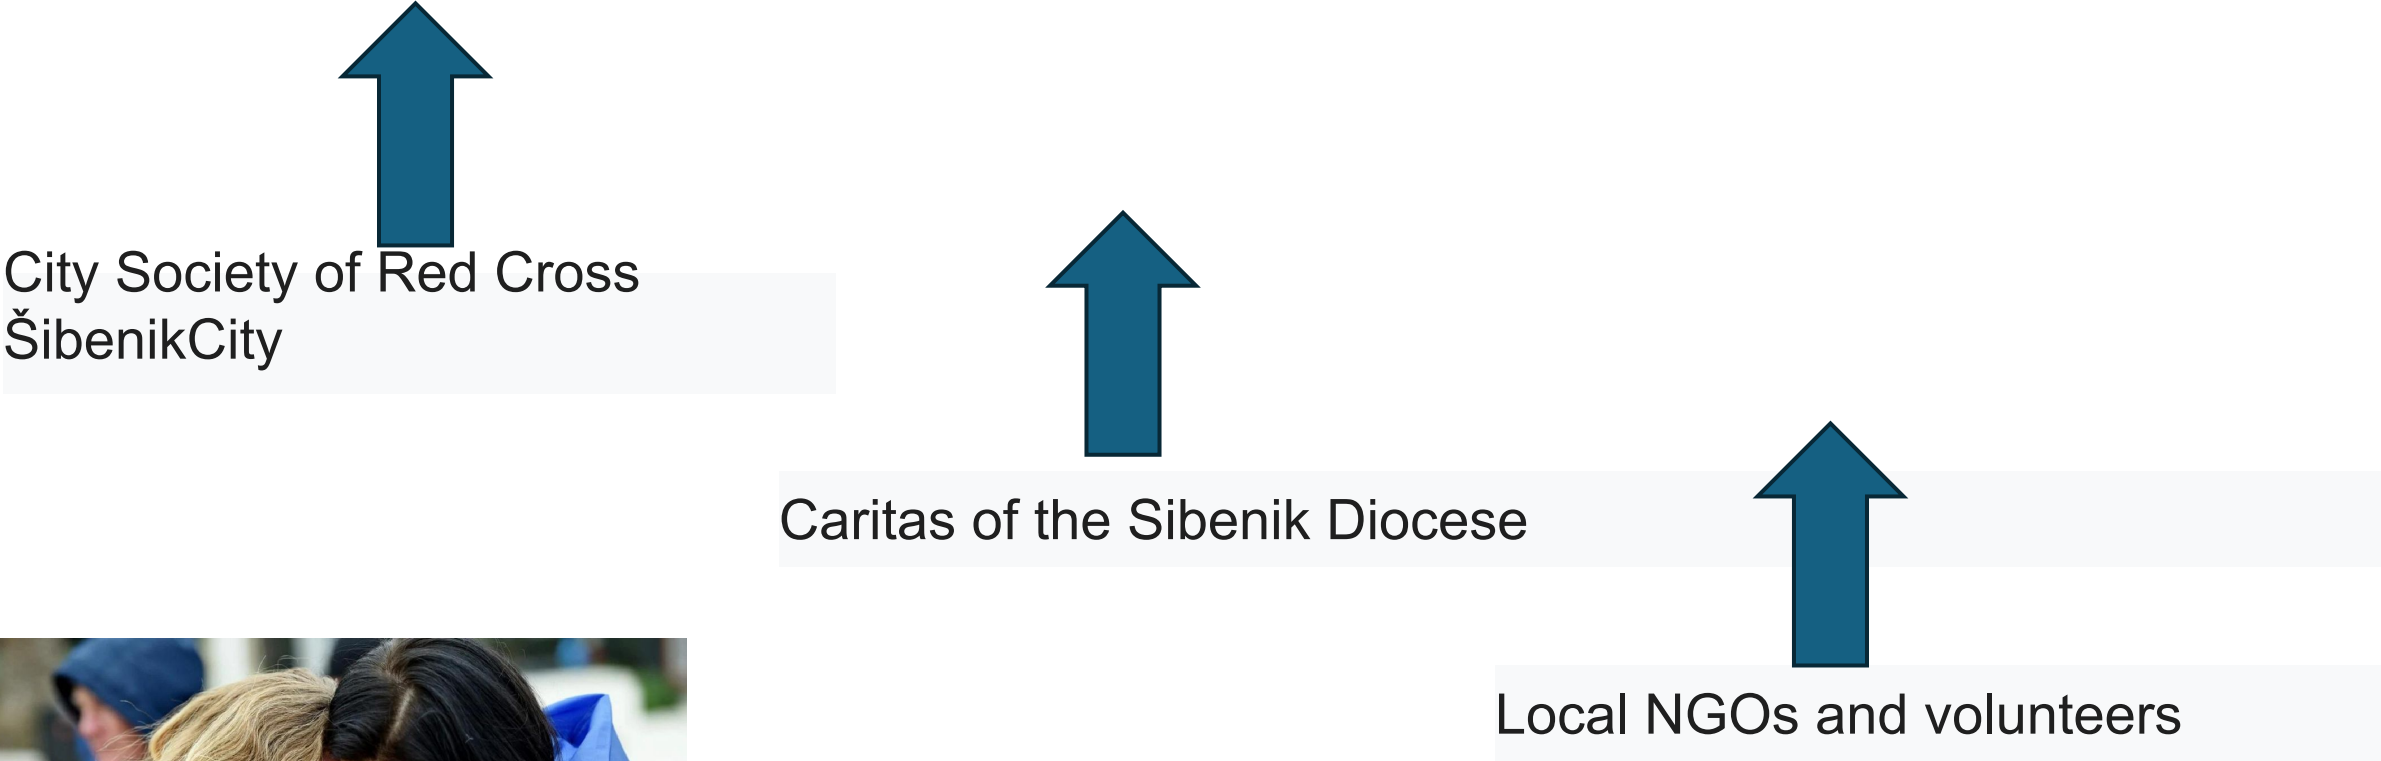 City Society of Red Cross
ŠibenikCity
Caritas of the Sibenik Diocese
Local NGOs and volunteers